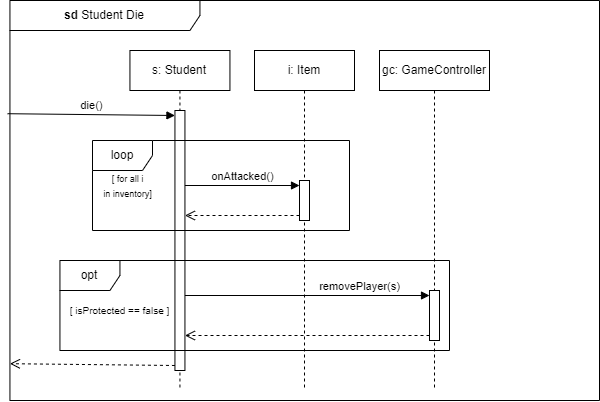 sd Student Die
s: Student
i: Item
gc: GameController
die()
loop
[ for all i
in inventory]
onAttacked()
opt
removePlayer(s)
[ isProtected == false ]